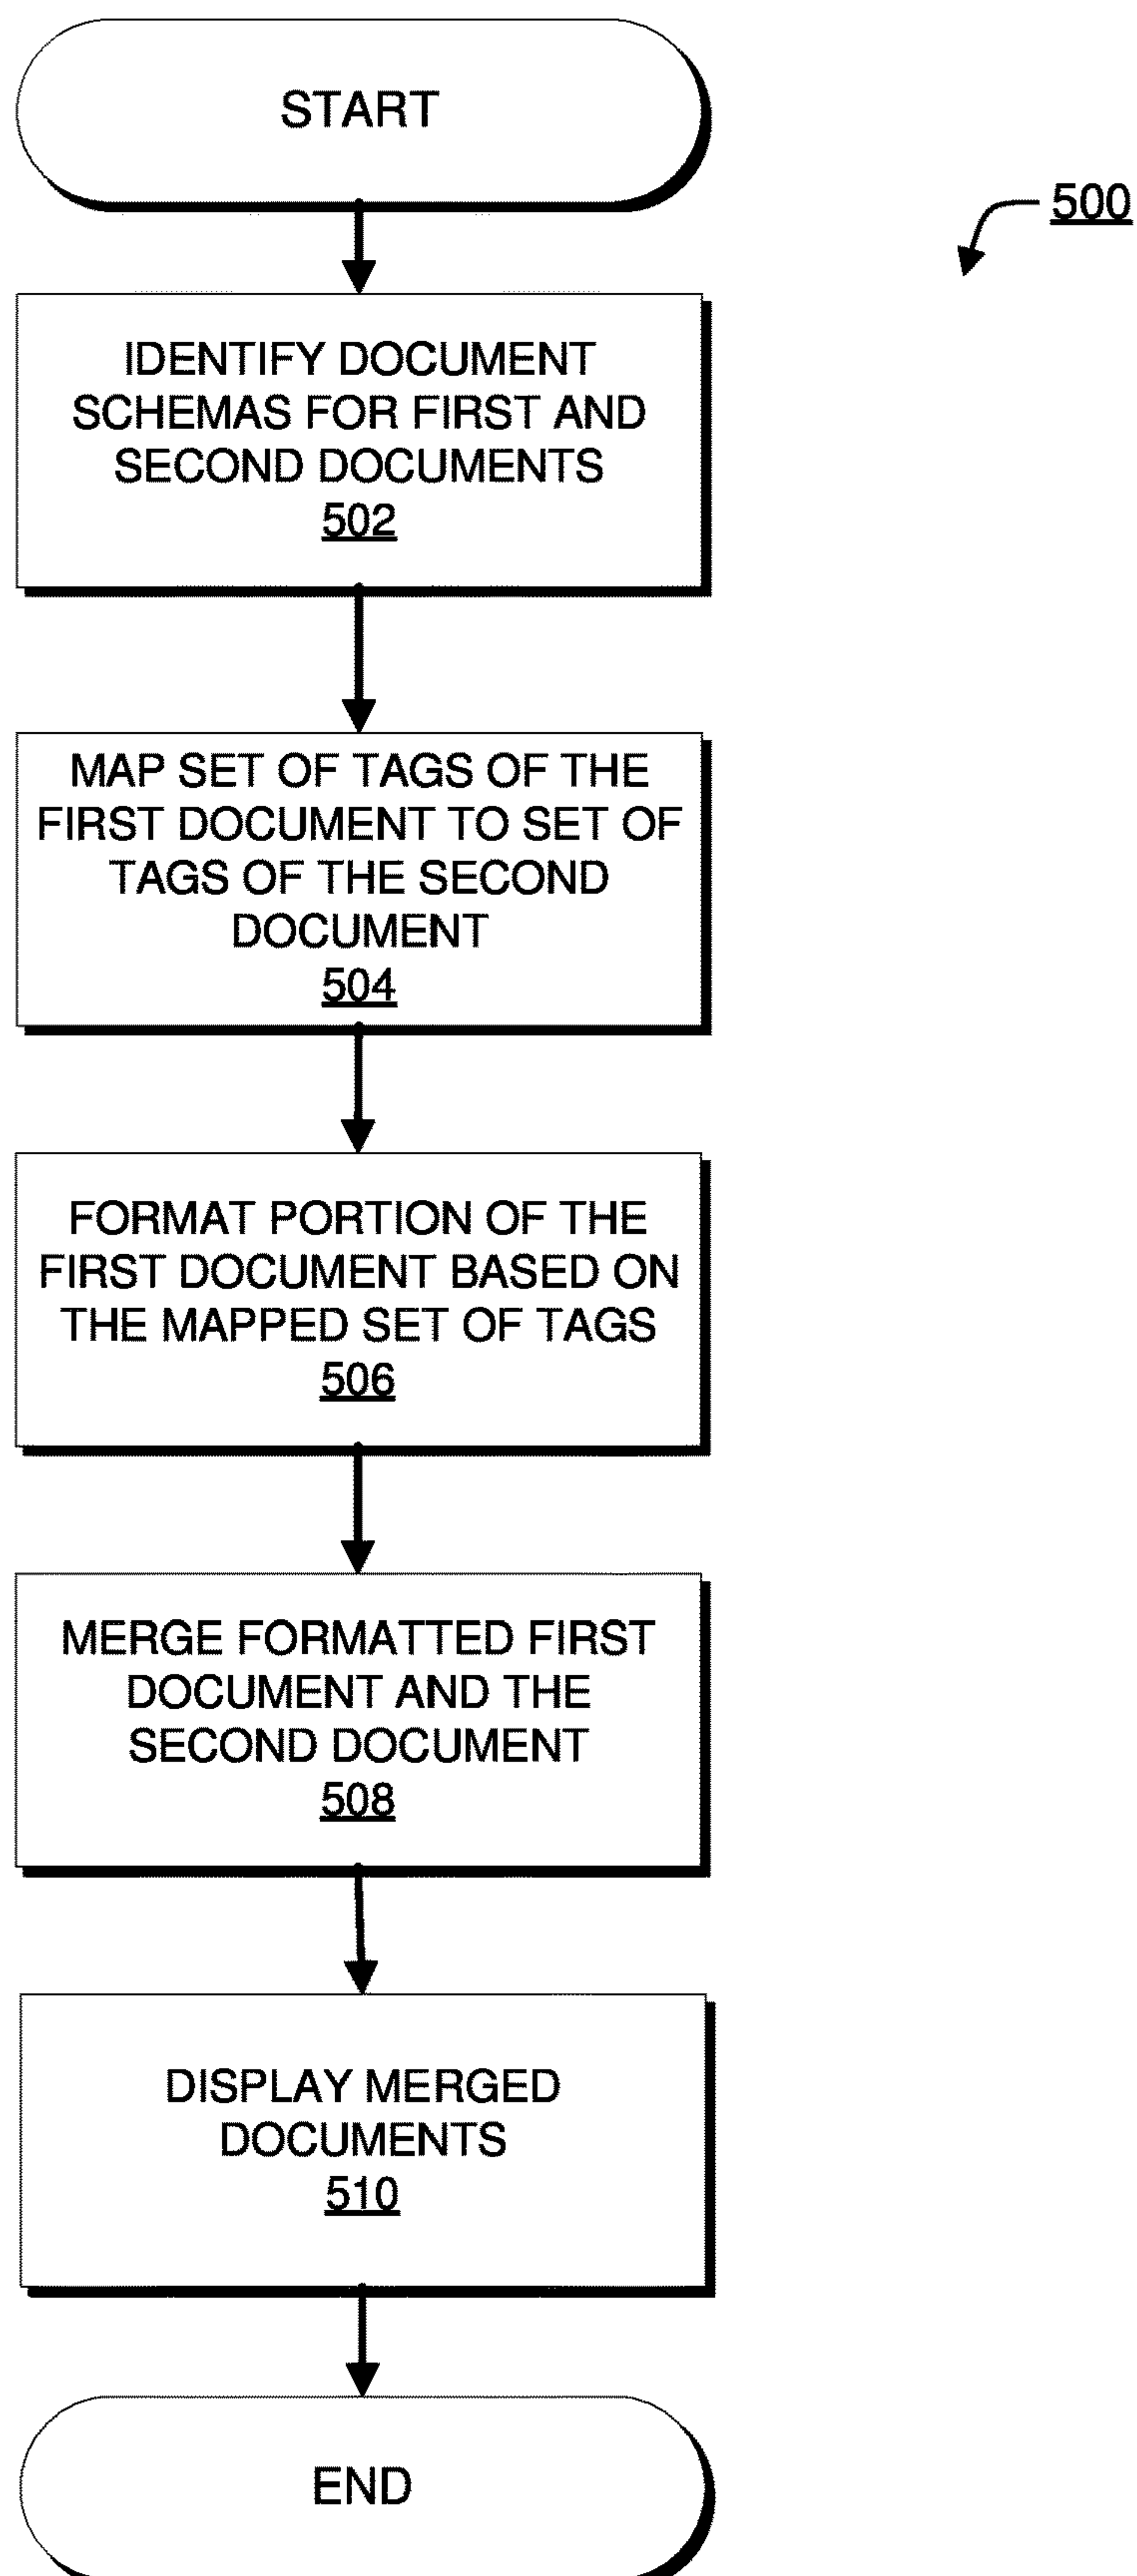 START
500
IDENTIFY DOCUMENT
SCHEMAS FOR FIRST AND
SECOND DOCUMENTS
502
MAP SET OF TAGS OF THE
FIRST DOCUMENT TO SET OF
TAGS OF THE SECOND
DOCUMENT
504
FORMAT PORTION OF THE
FIRST DOCUMENT BASED ON
THE MAPPED SET OF TAGS
506
MERGE FORMATTED FIRST
DOCUMENT AND THE
SECOND DOCUMENT
508
DISPLAY MERGED
DOCUMENTS
510
END